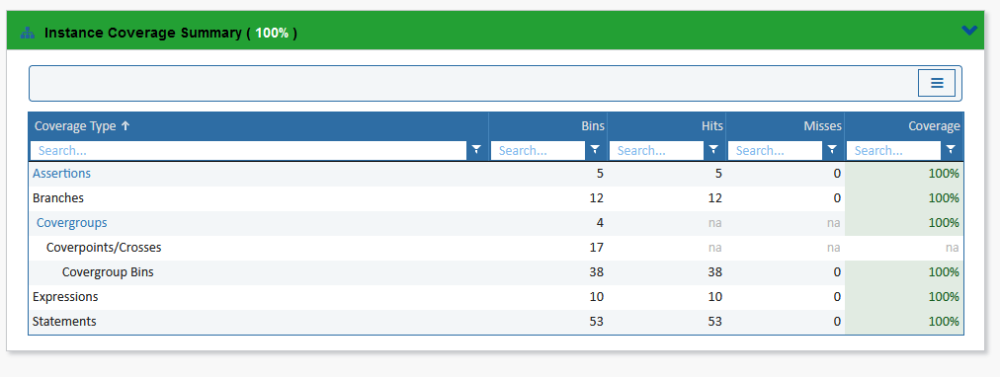 Instance Coverage Summary ( 100% )
Coverage Type Bins Hits Misses Coverage
Search... Search... Search... Search... Search...
Assertions 5 5 0 100%
Branches 12 12 0 100%
Covergroups 4 na na 100%
Coverpoints/Crosses 17 na na na
Covergroup Bins 38 38 0 100%
Expressions 10 10 0 100%
Statements 53 53 0 100%